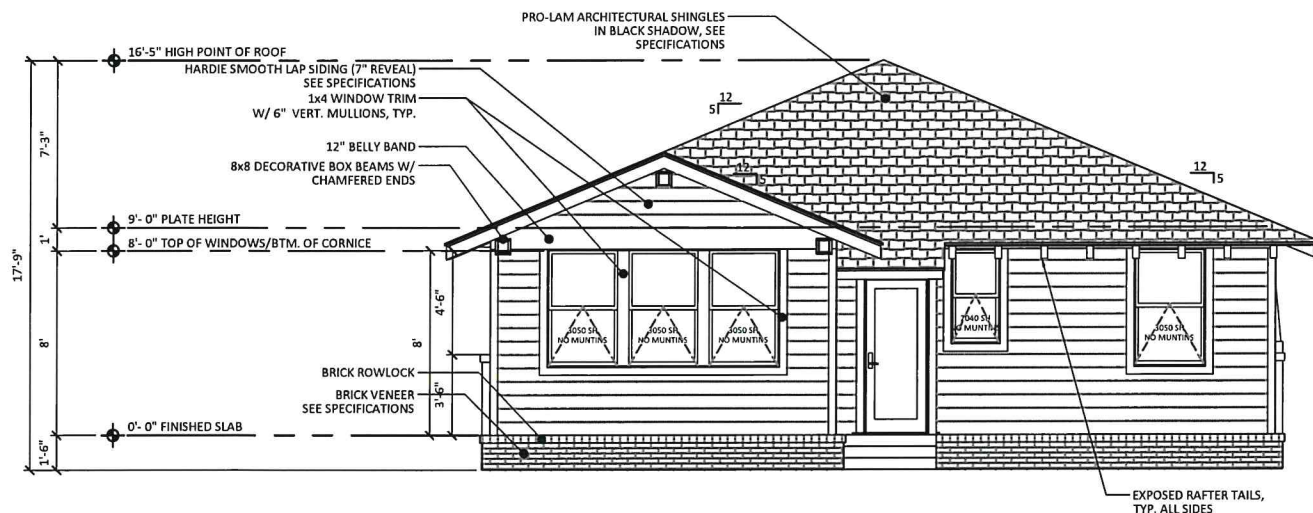 PRO-LAM ARCHITECTURAL SHINGLES
IN BLACK SHADOW, SEE
SPECIFICATIONS
16'-5" HIGH POINT OF ROOF
HARDIE SMOOTH LAP SIDING (7" REVEAL)
SEE SPECIFICATIONS
1x4 WINDOW TRIM
W/ 6" VERT. MULLIONS, TYP.
12" BELLY BAND
8x8 DECORATIVE BOX BEAMS W/
CHAMFERED ENDS
12
5
12
5
12
5
9'- 0" PLATE HEIGHT
8'- 0" TOP OF WINDOWS/BTM. OF CORNICE
7'-3"
1'
17'-9"
8'
1'-6"
4'-6"
8'
3'-6"
3050 SH
NO MUNTINS
3050 SH
NO MUNTINS
3050 SH
NO MUNTINS
MUNTINS
3050 SH
NO MUNTINS
BRICK ROWLOCK
BRICK VENEER
SEE SPECIFICATIONS
0'- 0" FINISHED SLAB
EXPOSED RAFTER TAILS,
TYP. ALL SIDES